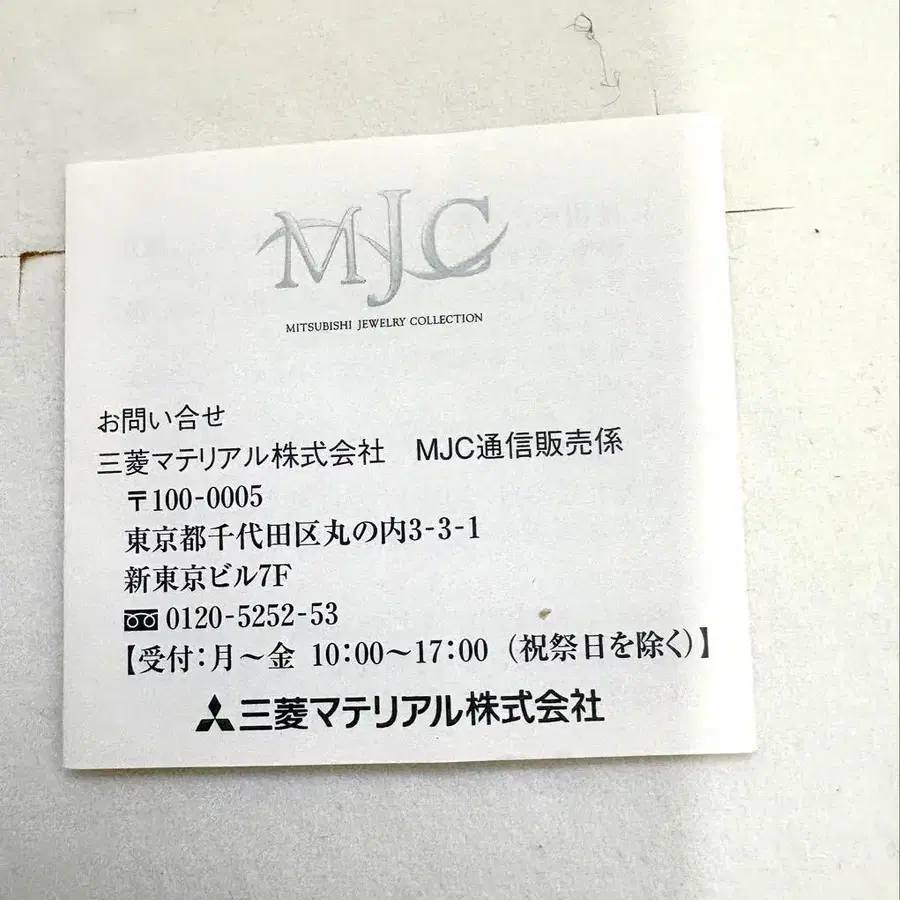 MJC
MITSUBISHI JEWELRY COLLECTION
お問い合せ
三菱マテリアル株式会社 MJC通信販売係
〒100-0005
東京都千代田区丸の内3-3-1
新東京ビル7F
0120-5252-53
【受付：月～金 10：00～17：00（祝祭日を除く）】
三菱マテリアル株式会社